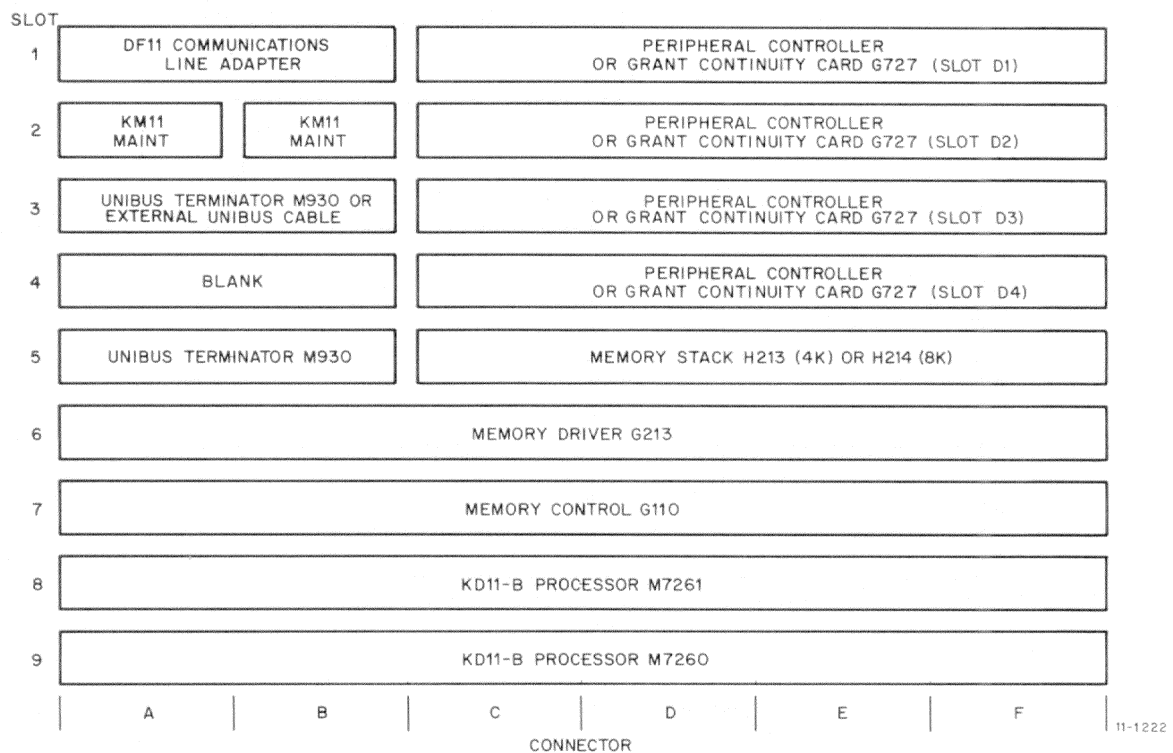 SLOT
1
DF11 COMMUNICATIONS
LINE ADAPTER
PERIPHERAL CONTROLLER
OR GRANT CONTINUITY CARD G727 (SLOT D1)
2
KM11
MAINT
KM11
MAINT
PERIPHERAL CONTROLLER
OR GRANT CONTINUITY CARD G727 (SLOT D2)
3
UNIBUS TERMINATOR M930 OR
EXTERNAL UNIBUS CABLE
PERIPHERAL CONTROLLER
OR GRANT CONTINUITY CARD G727 (SLOT D3)
4
BLANK
PERIPHERAL CONTROLLER
OR GRANT CONTINUITY CARD G727 (SLOT D4)
5
UNIBUS TERMINATOR M930
MEMORY STACK H213 (4K) OR H214 (8K)
6
MEMORY DRIVER G213
7
MEMORY CONTROL G110
8
KD11-B PROCESSOR M7261
9
KD11-B PROCESSOR M7260
A B C D E F
CONNECTOR
11-1222